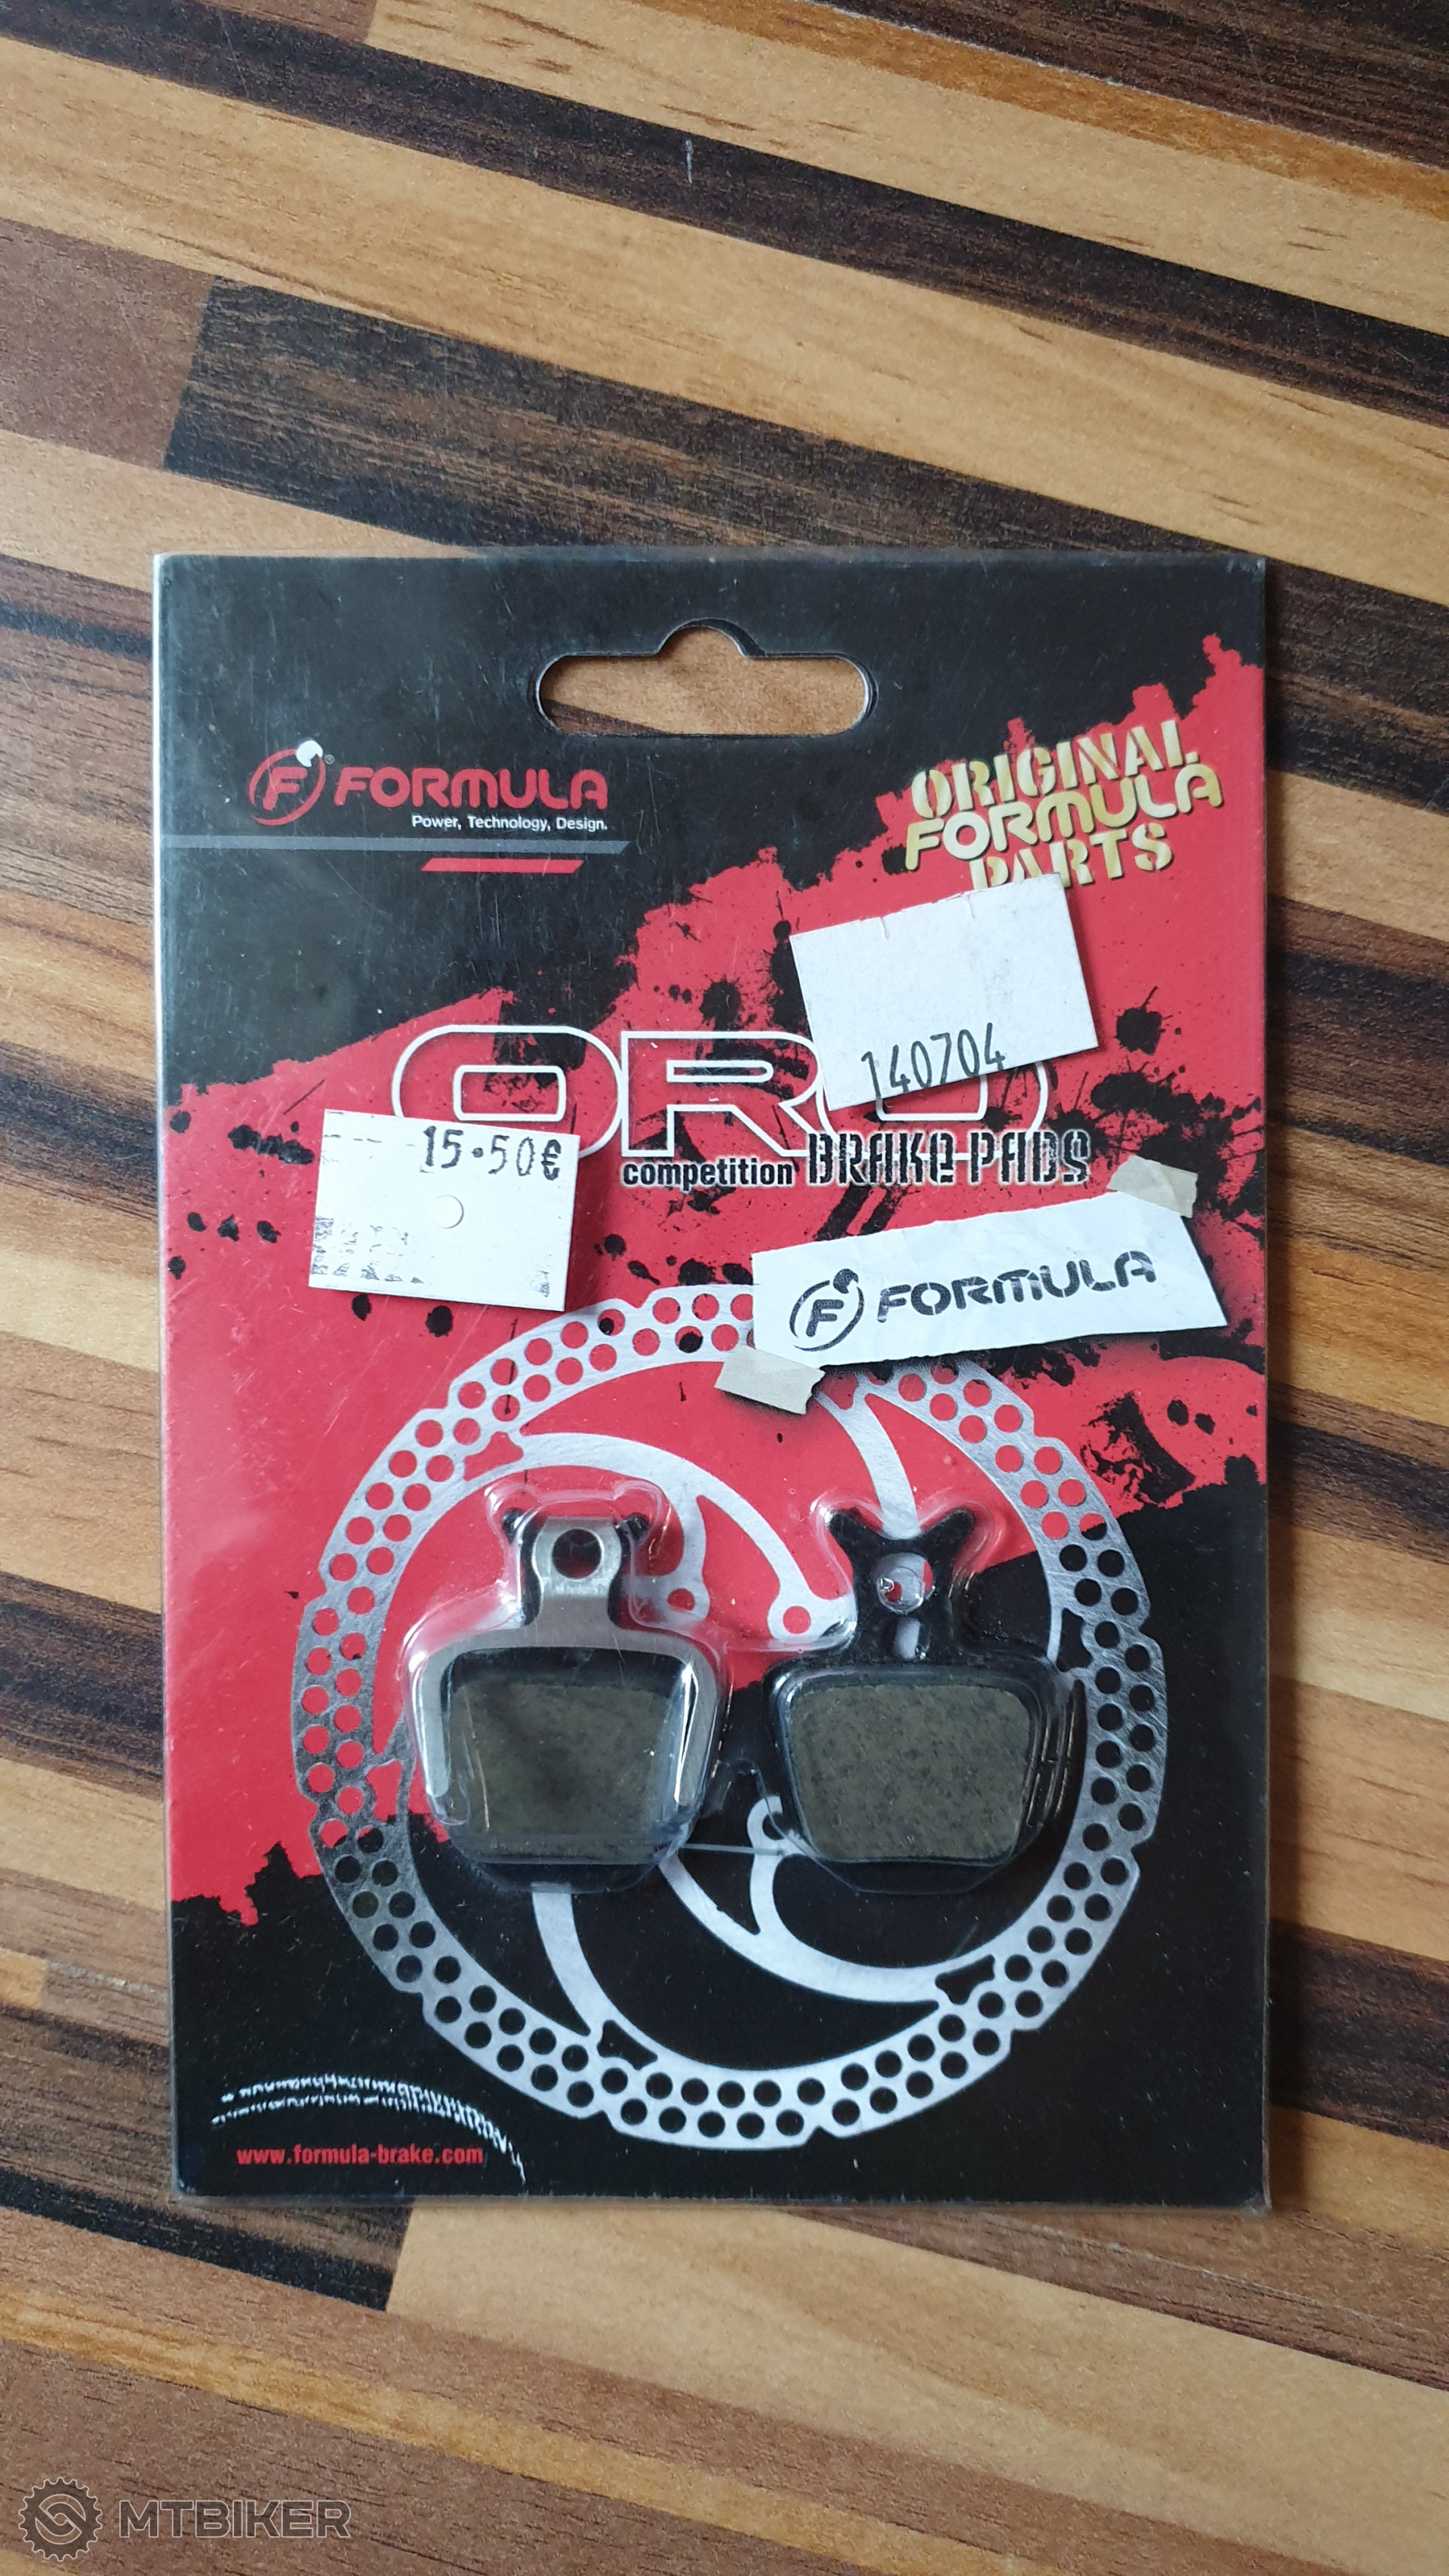 FORMULA
Power, Technology, Design.
ORIGINAL
FORMULA
PARTS
140704
ORO
15.50€
competition BRAKE PADS
FORMULA
www.formula-brake.com
MTBIKER